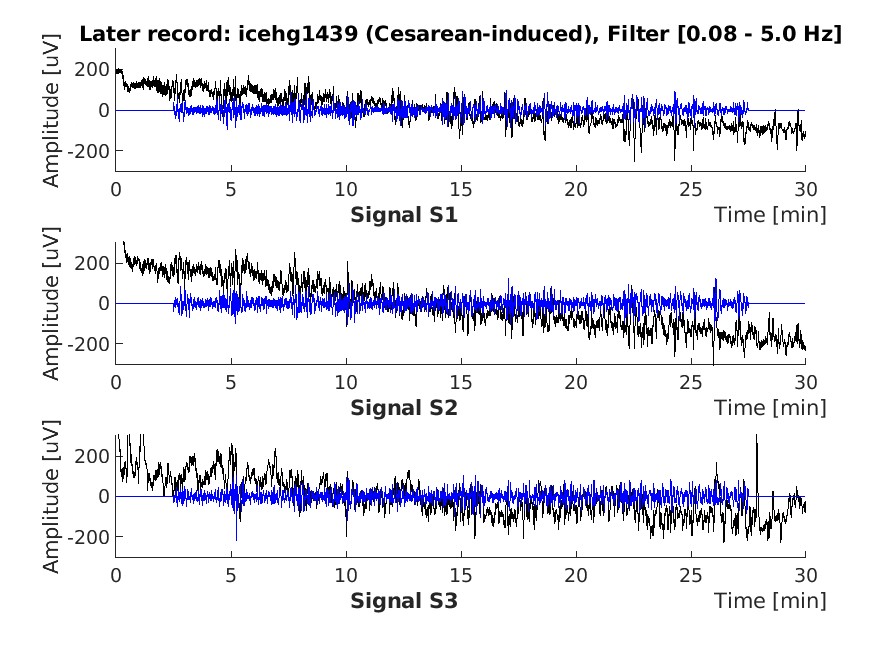 Later record: icehg1439 (Cesarean-induced), Filter [0.08 - 5.0 Hz]
Amplitude [uV]
200
0
-200
0 5 10 15 20 25 30
Signal S1 Time [min]
Amplitude [uV]
200
0
-200
0 5 10 15 20 25 30
Signal S2 Time [min]
Amplitude [uV]
200
0
-200
0 5 10 15 20 25 30
Signal S3 Time [min]